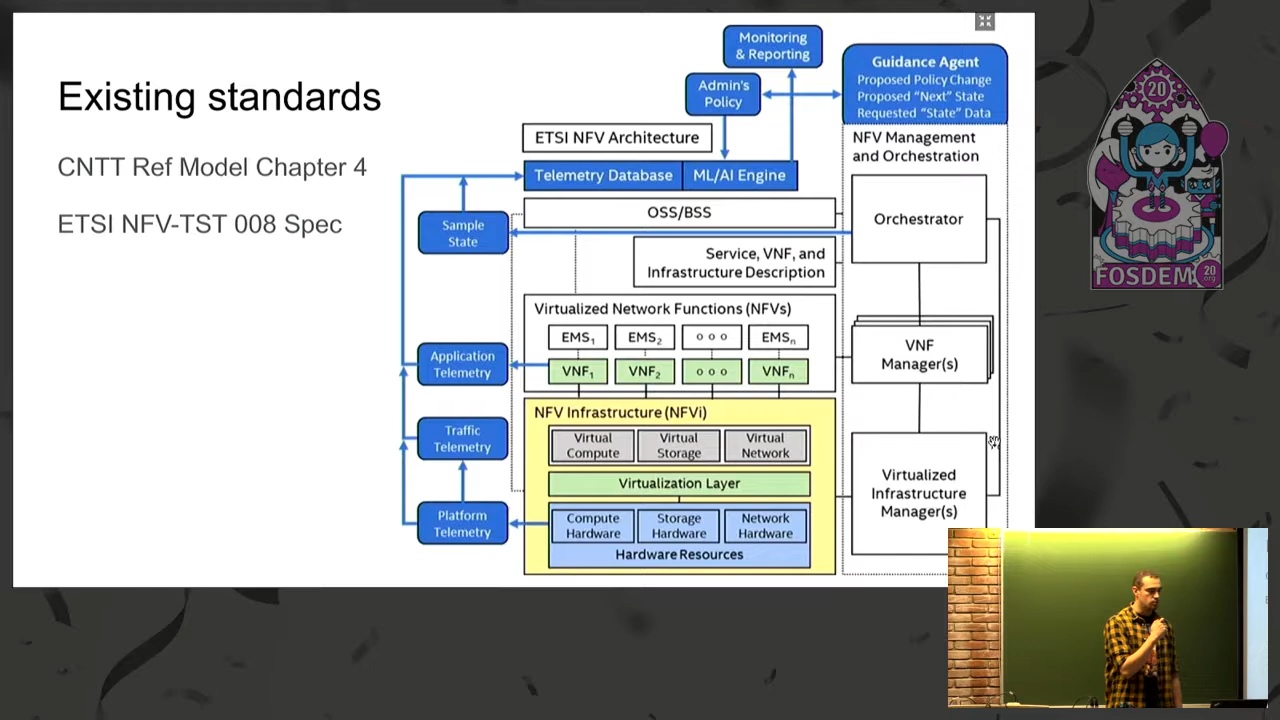 Existing standards
CNTT Ref Model Chapter 4
ETSI NFV-TST 008 Spec
Monitoring
& Reporting
Admin's
Policy
Guidance Agent
Proposed Policy Change
Proposed “Next” State
Requested “State” Data
ETSI NFV Architecture
NFV Management
and Orchestration
Telemetry Database
ML/AI Engine
OSS/BSS
Sample
State
Orchestrator
Service, VNF, and
Infrastructure Description
Virtualized Network Functions (NFVs)
EMS1
EMS2
o o o
EMSn
VNF1
VNF2
o o o
VNFn
Application
Telemetry
VNF
Manager(s)
NFV Infrastructure (NFVi)
Virtual
Compute
Virtual
Storage
Virtual
Network
Traffic
Telemetry
Virtualization Layer
Virtualized
Infrastructure
Manager(s)
Platform
Telemetry
Compute
Hardware
Storage
Hardware
Network
Hardware
Hardware Resources
20
FOSDEM
20
.org